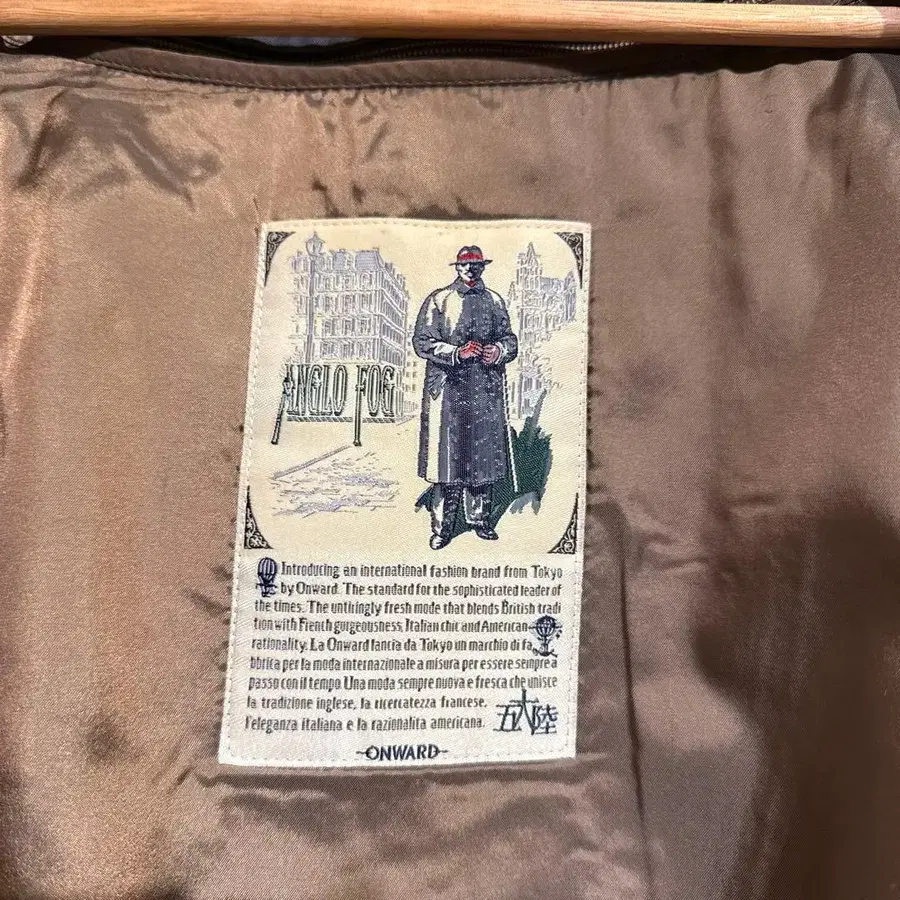 ANGLO FOG
Introducing an international fashion brand from Tokyo
by Onward. The standard for the sophisticated leader of
the times. The untiringly fresh mode that blends British tradi
tion with French gorgeousness, Italian chic and American
rationality. La Onward lancia da Tokyo un marchio di fa
bbrica per la moda internazionale a misura per essere sempre a
passo con il tempo Una moda sempre nuova e fresca che unisce
la tradizione inglese, la ricercatezza francese,
l'eleganza italiana e la razionalita americana.
五大陸
ONWARD